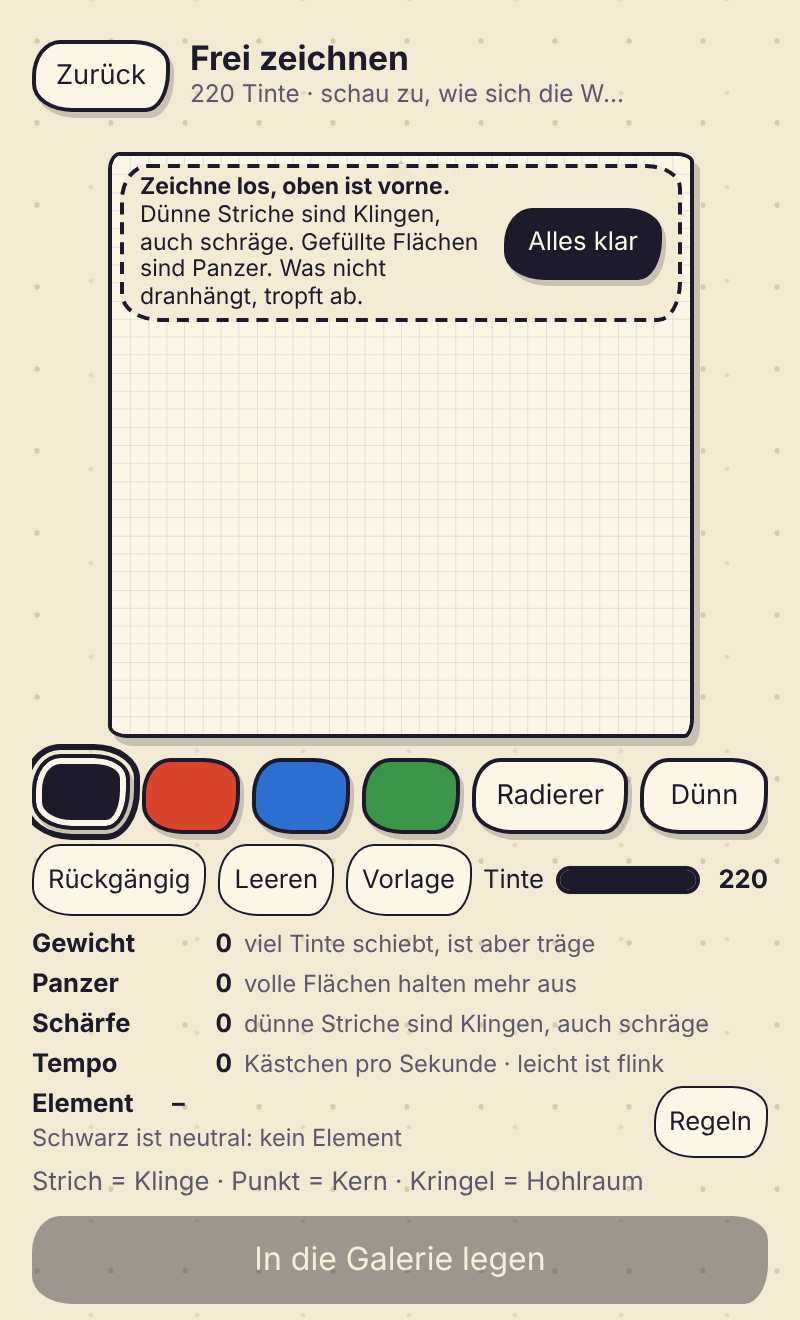 Zurück
Frei zeichnen
220 Tinte · schau zu, wie sich die W...
Zeichne los, oben ist vorne.
Dünne Striche sind Klingen,
auch schräge. Gefüllte Flächen
sind Panzer. Was nicht
dranhängt, tropft ab.
Alles klar
Radierer
Dünn
Rückgängig
Leeren
Vorlage
Tinte
220
Gewicht 0 viel Tinte schiebt, ist aber träge
Panzer 0 volle Flächen halten mehr aus
Schärfe 0 dünne Striche sind Klingen, auch schräge
Tempo 0 Kästchen pro Sekunde · leicht ist flink
Element –
Schwarz ist neutral: kein Element
Regeln
Strich = Klinge · Punkt = Kern · Kringel = Hohlraum
In die Galerie legen